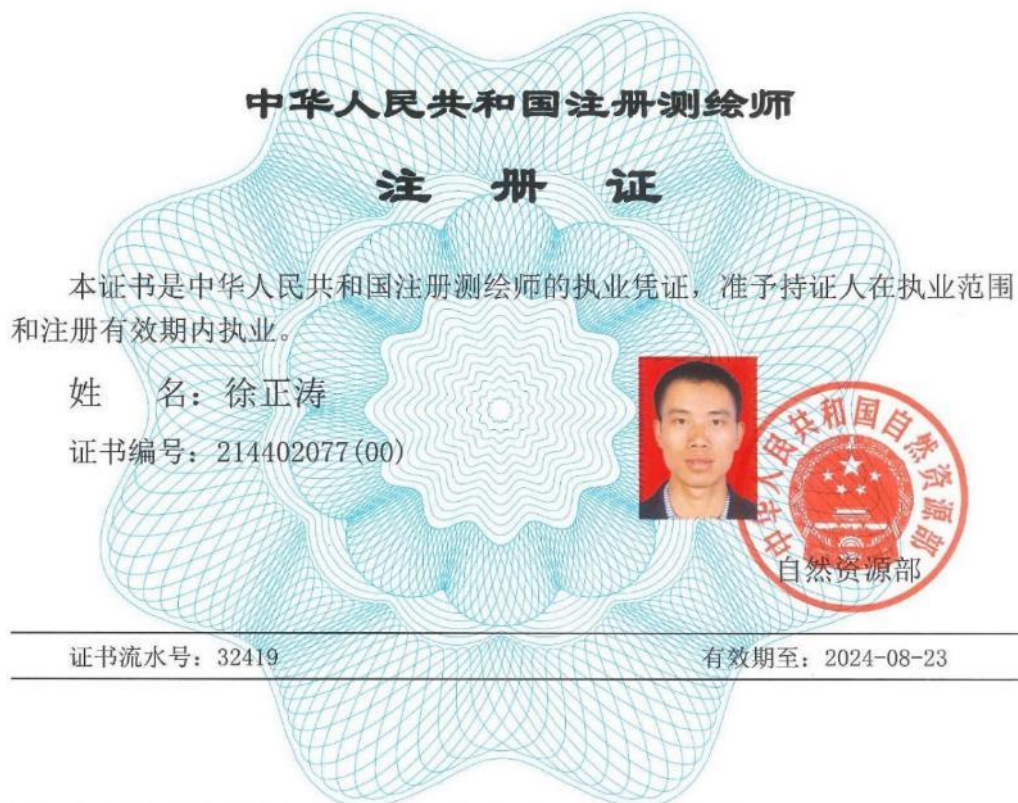 中华人民共和国注册测绘师
注 册 证
本证书是中华人民共和国注册测绘师的执业凭证，准予持证人在执业范围
和注册有效期内执业。
姓 名：徐正涛
证书编号：214402077(00)
中华人民共和国自然资源部
自然资源部
证书流水号：32419
有效期至：2024-08-23